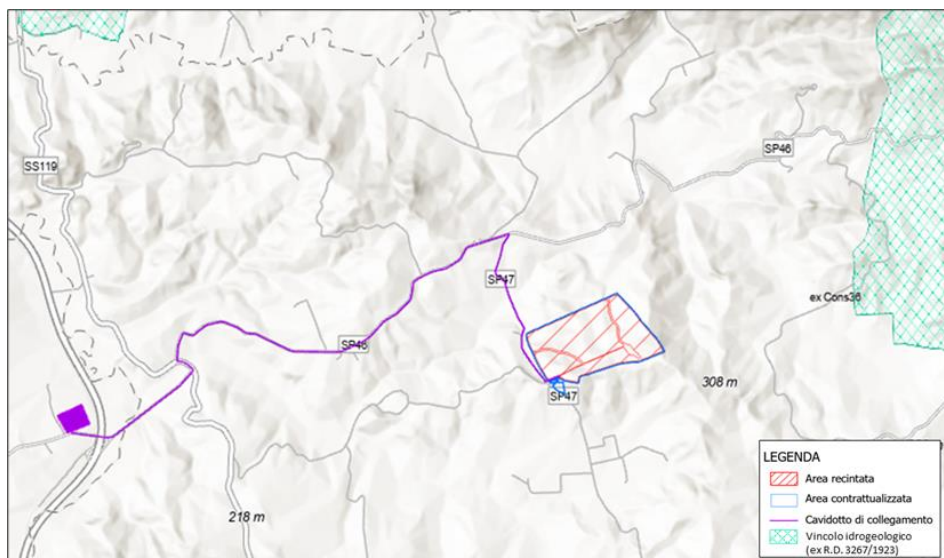 SS119
SP46
SP47
ex Cons36
SP46
308 m
SP47
218 m
LEGENDA
Area recintata
Area contrattualizzata
Cavidotto di collegamento
Vincolo idrogeologico
(ex R.D. 3267/1923)